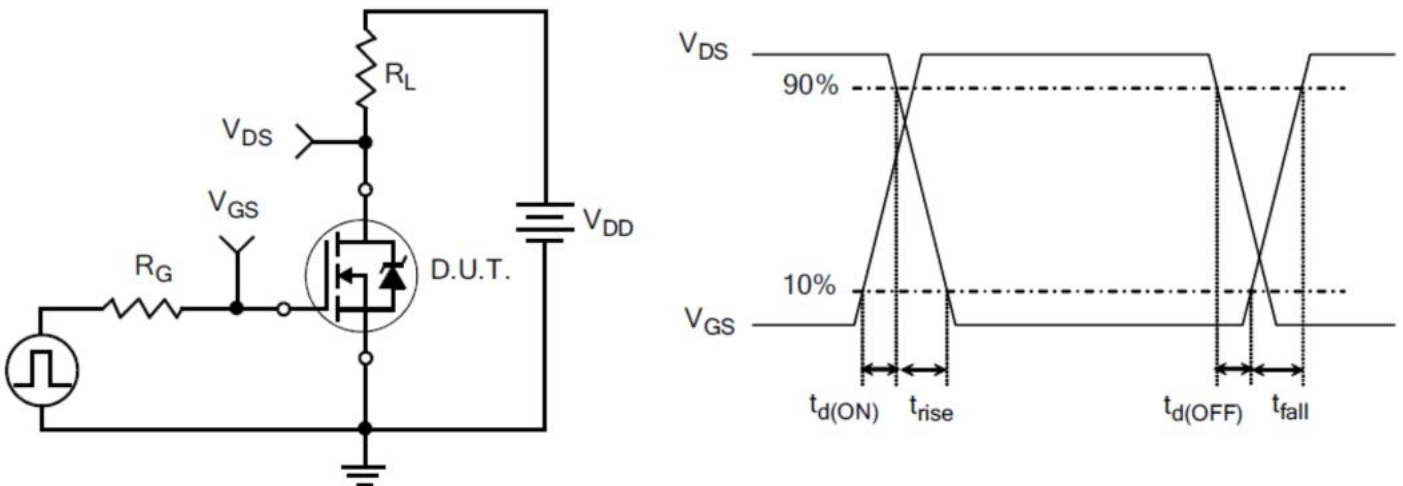 R_L
V_DS
V_GS
R_G
D.U.T.
V_DD
V_DS
90%
10%
V_GS
t_d(ON)
t_rise
t_d(OFF)
t_fall